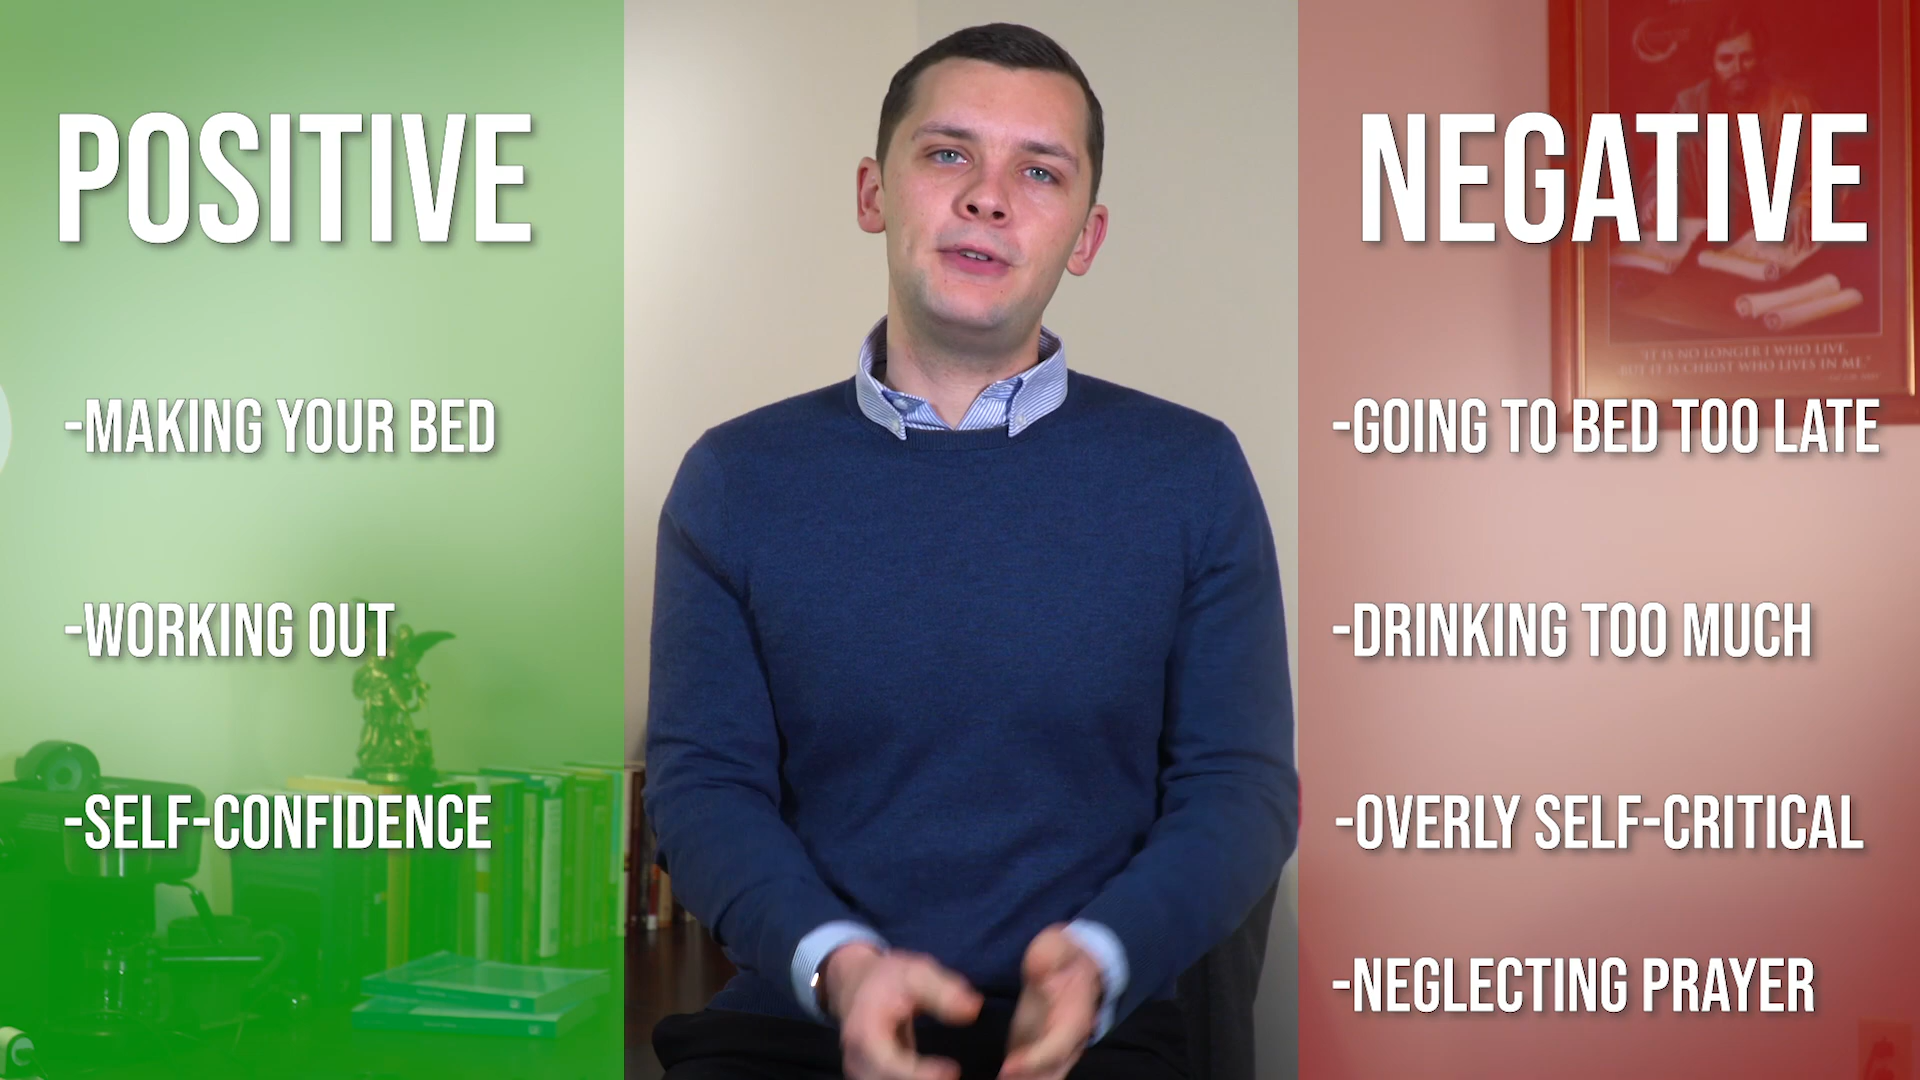 POSITIVE
-MAKING YOUR BED
-WORKING OUT
-SELF-CONFIDENCE
NEGATIVE
"IT IS NO LONGER I WHO LIVE,
BUT IT IS CHRIST WHO LIVES IN ME."
-GOING TO BED TOO LATE
-DRINKING TOO MUCH
-OVERLY SELF-CRITICAL
-NEGLECTING PRAYER